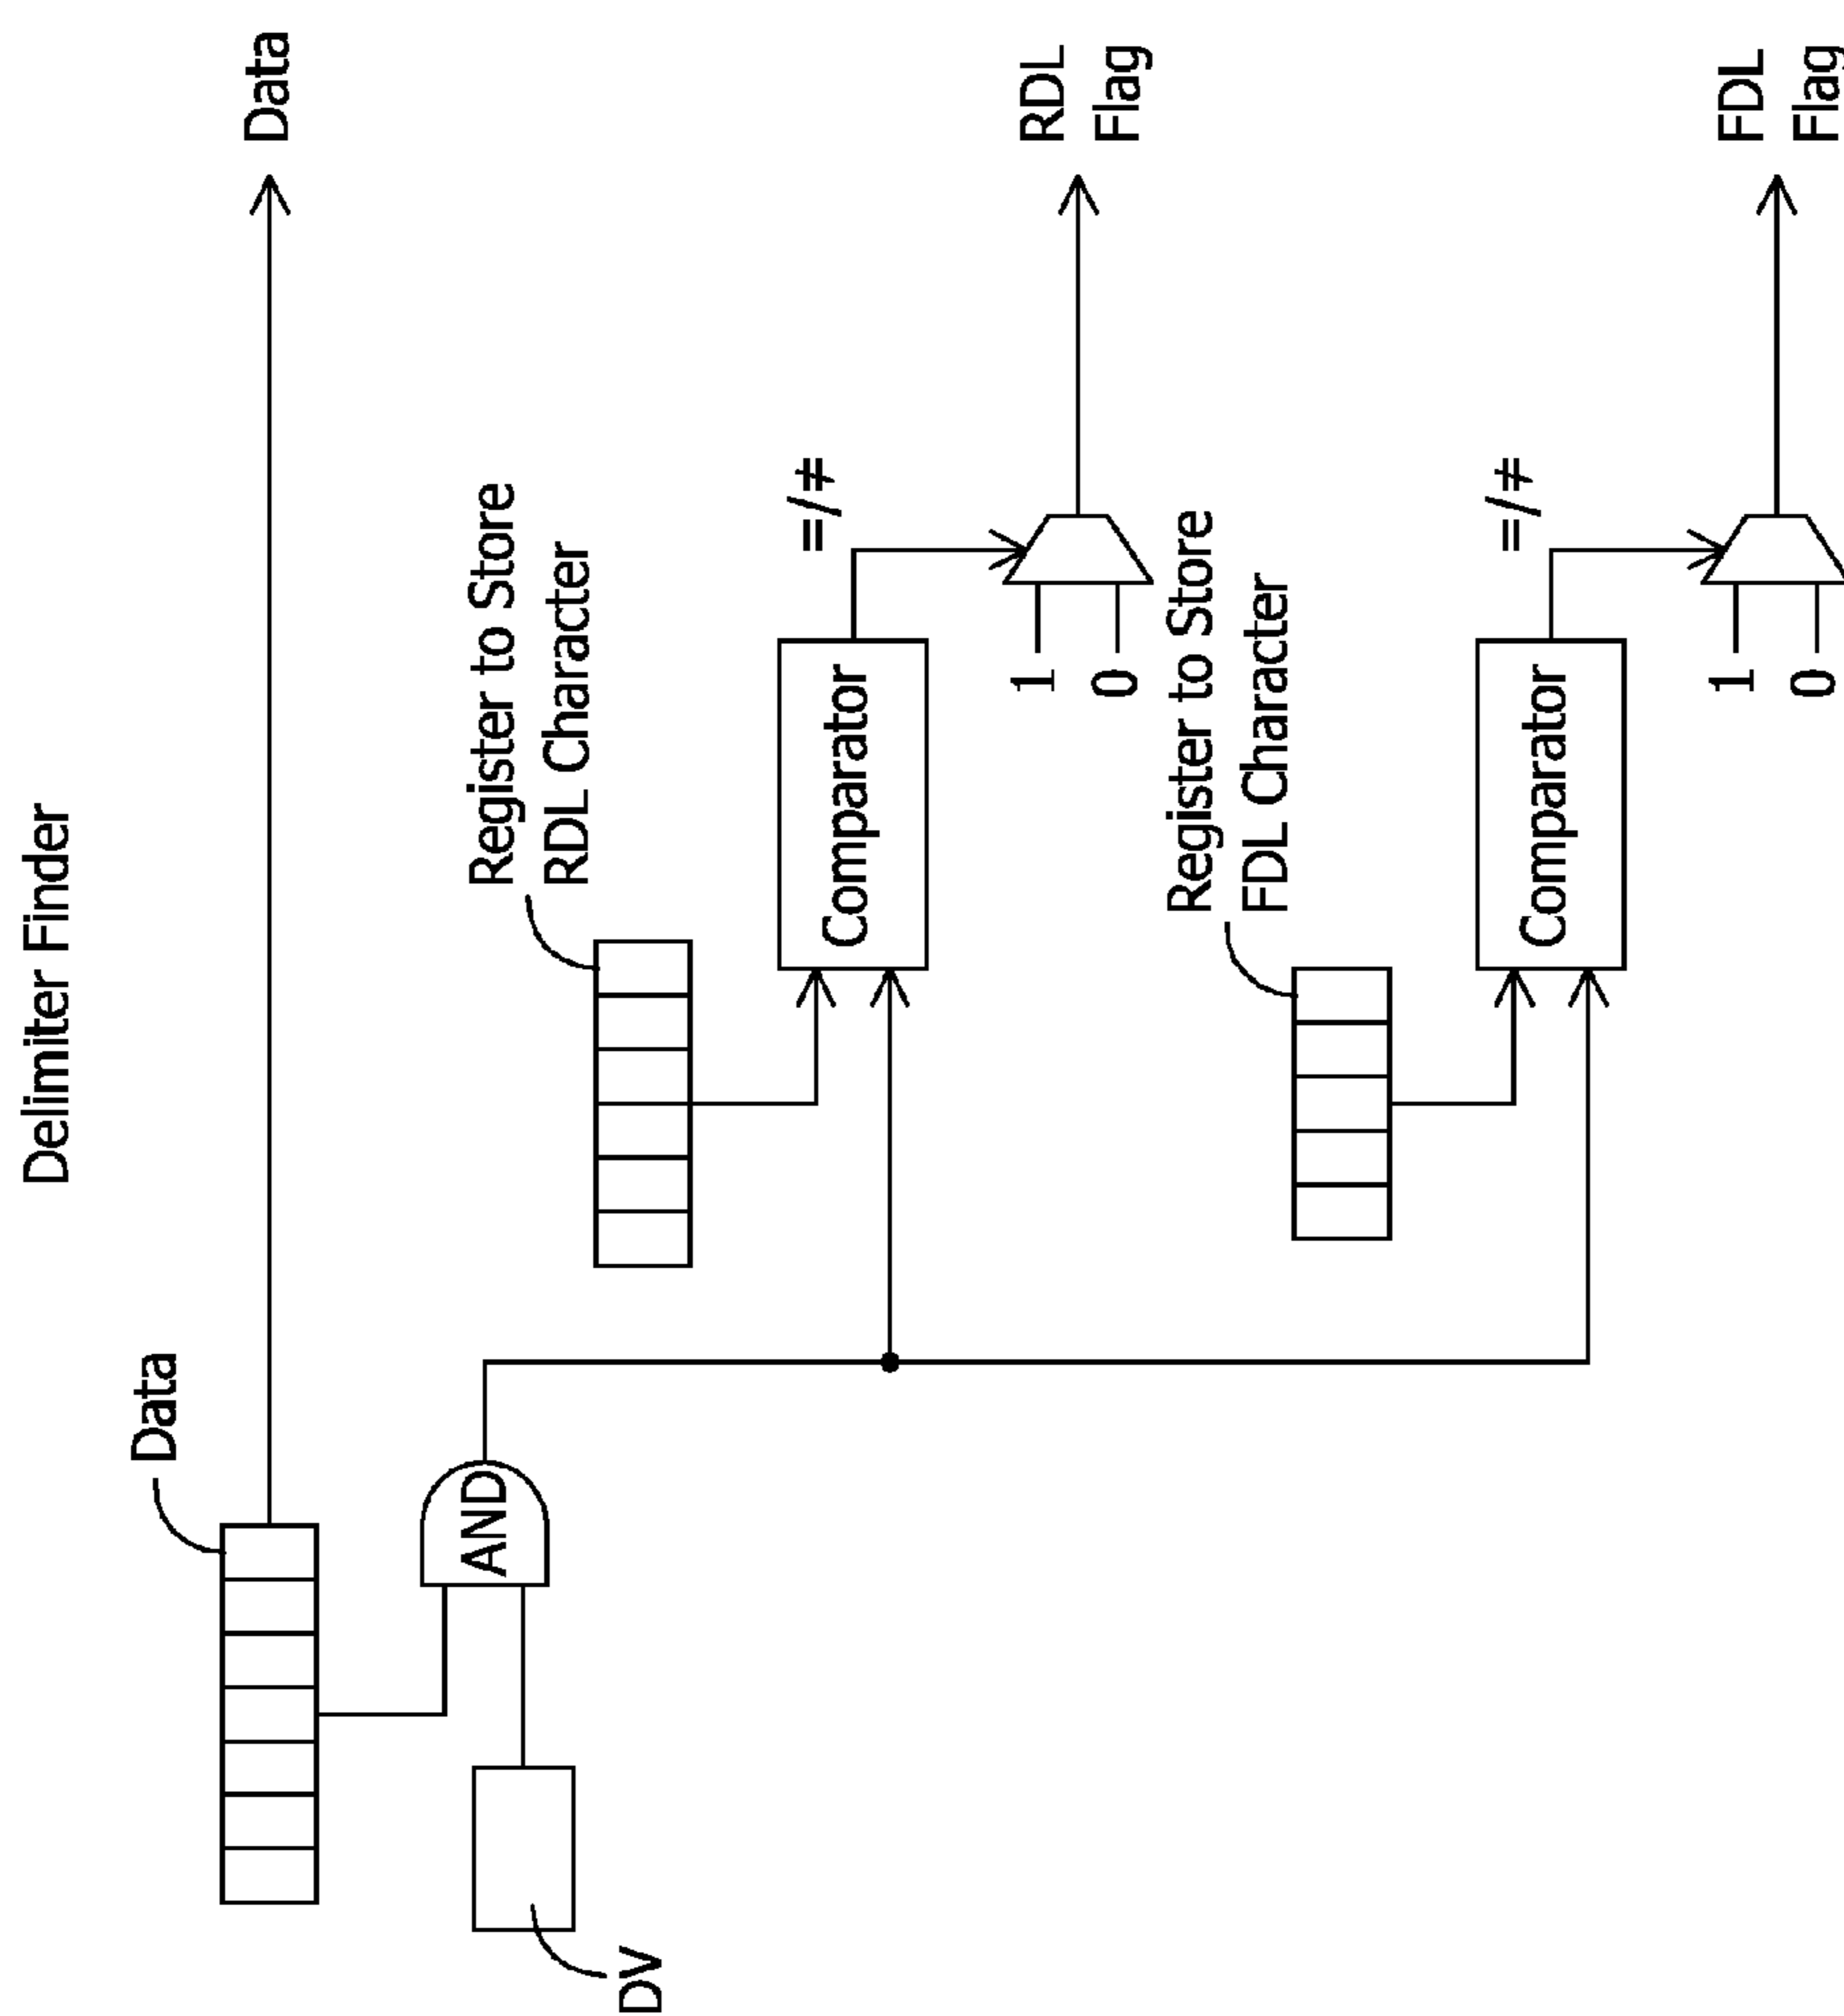 Delimiter Finder
Data
Data
AND
Register to Store
RDL Character
DV
=/≠
Comparator
1
0
RDL
Flag
Register to Store
FDL Character
=/≠
Comparator
1
0
FDL
Flag